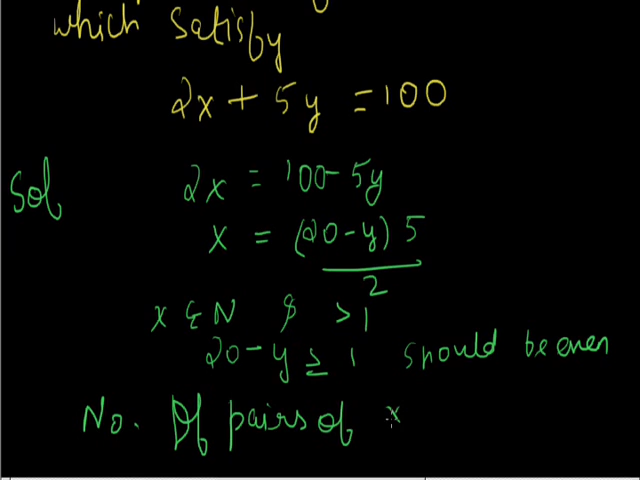 which satisfy
2x + 5y = 100
Sol
2x = 100 - 5y
x = (20 - y) 5
2
x ∈ N & > 1
20 - y ≥ 1 should be even
No. Of pairs of x